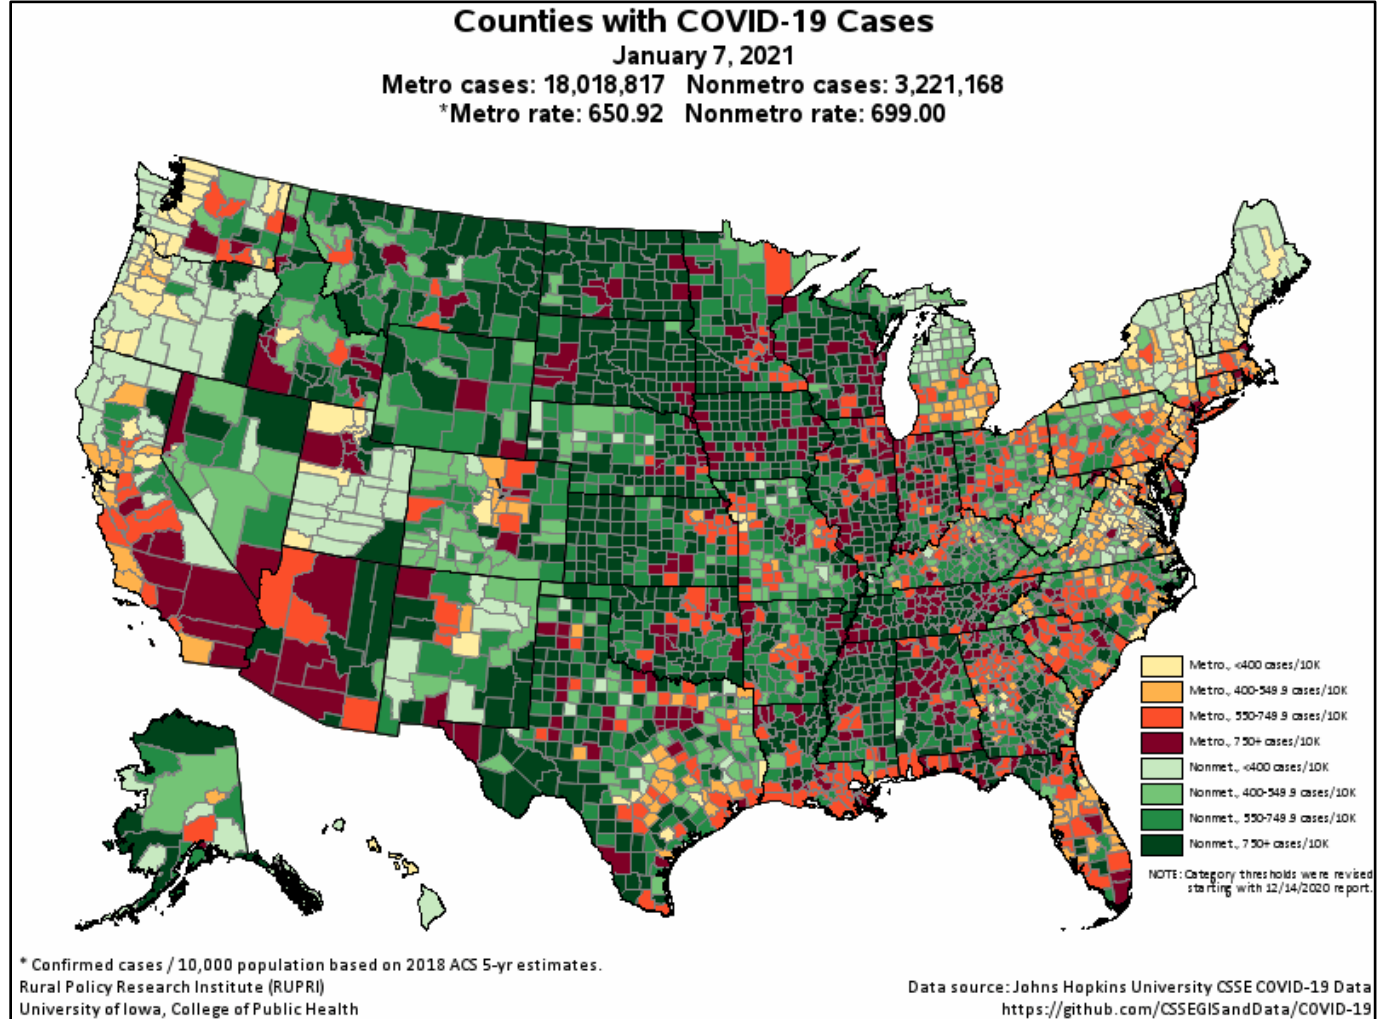 Counties with COVID-19 Cases
January 7, 2021
Metro cases: 18,018,817 Nonmetro cases: 3,221,168
*Metro rate: 650.92 Nonmetro rate: 699.00
Metro., <400 cases/10K
Metro., 400-549.9 cases/10K
Metro., 550-749.9 cases/10K
Metro., 750+ cases/10K
Nonmet., <400 cases/10K
Nonmet., 400-549.9 cases/10K
Nonmet., 550-749.9 cases/10K
Nonmet., 750+ cases/10K
NOTE: Category thresholds were revised
starting with 12/14/2020 report.
* Confirmed cases / 10,000 population based on 2018 ACS 5-yr estimates.
Rural Policy Research Institute (RUPRI)
University of Iowa, College of Public Health
Data source: Johns Hopkins University CSSE COVID-19 Data
https://github.com/CSSEGISandData/COVID-19